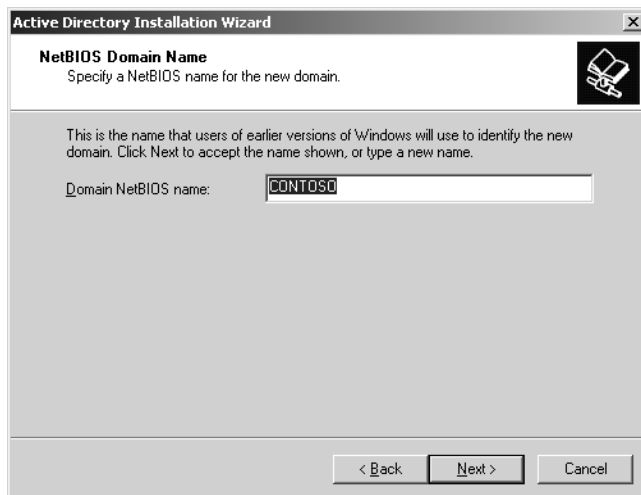 Active Directory Installation Wizard
NetBIOS Domain Name
Specify a NetBIOS name for the new domain.
This is the name that users of earlier versions of Windows will use to identify the new
domain. Click Next to accept the name shown, or type a new name.
Domain NetBIOS name:
CONTOSO
< Back
Next >
Cancel